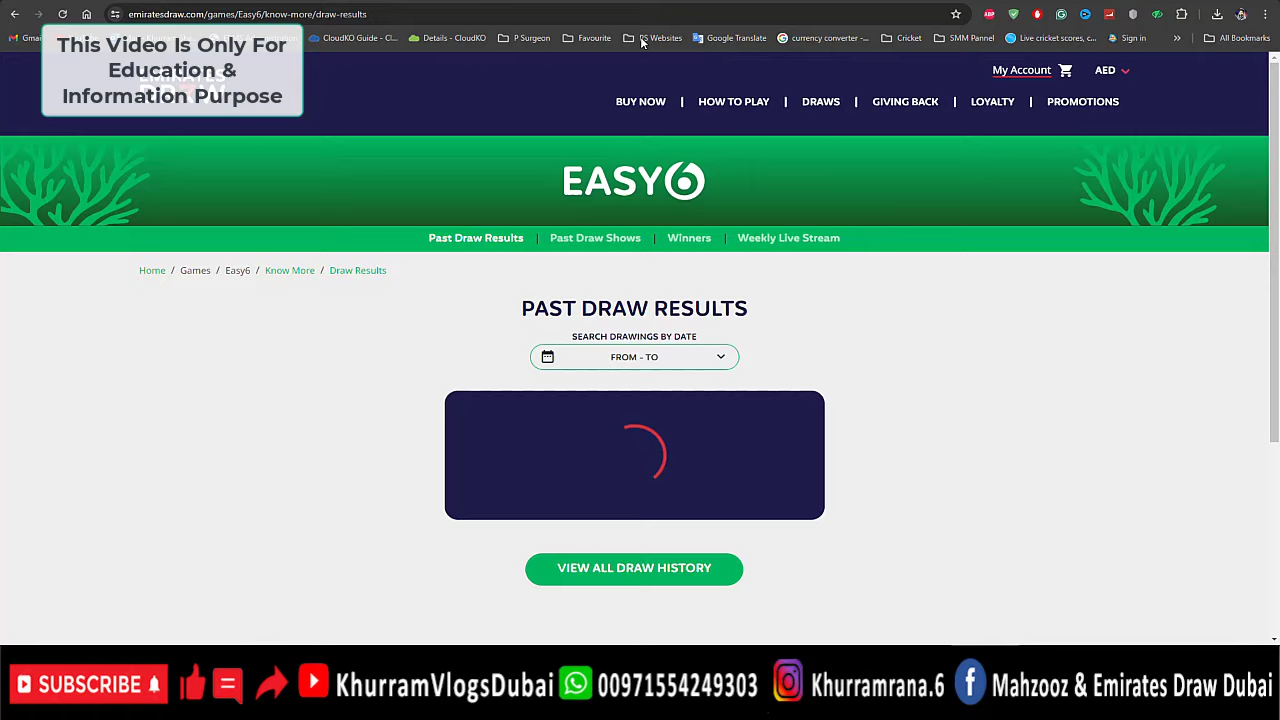 emiratesdraw.com/games/Easy6/know-more/draw-results
CloudKO Guide - Cl...
Details - CloudKO
P Surgeon
Favourite
PS Websites
Google Translate
currency converter -...
Cricket
SMM Panel
Live cricket scores, c...
Sign in
»
All Bookmarks
This Video Is Only For
Education &
Information Purpose
My Account
AED
BUY NOW | HOW TO PLAY | DRAWS | GIVING BACK | LOYALTY | PROMOTIONS
EASY6
Past Draw Results | Past Draw Shows | Winners | Weekly Live Stream
Home / Games / Easy6 / Know More / Draw Results
PAST DRAW RESULTS
SEARCH DRAWINGS BY DATE
FROM - TO
VIEW ALL DRAW HISTORY
SUBSCRIBE
KhurramVlogsDubai
00971554249303
Khurramrana.6
Mahzooz & Emirates Draw Dubai